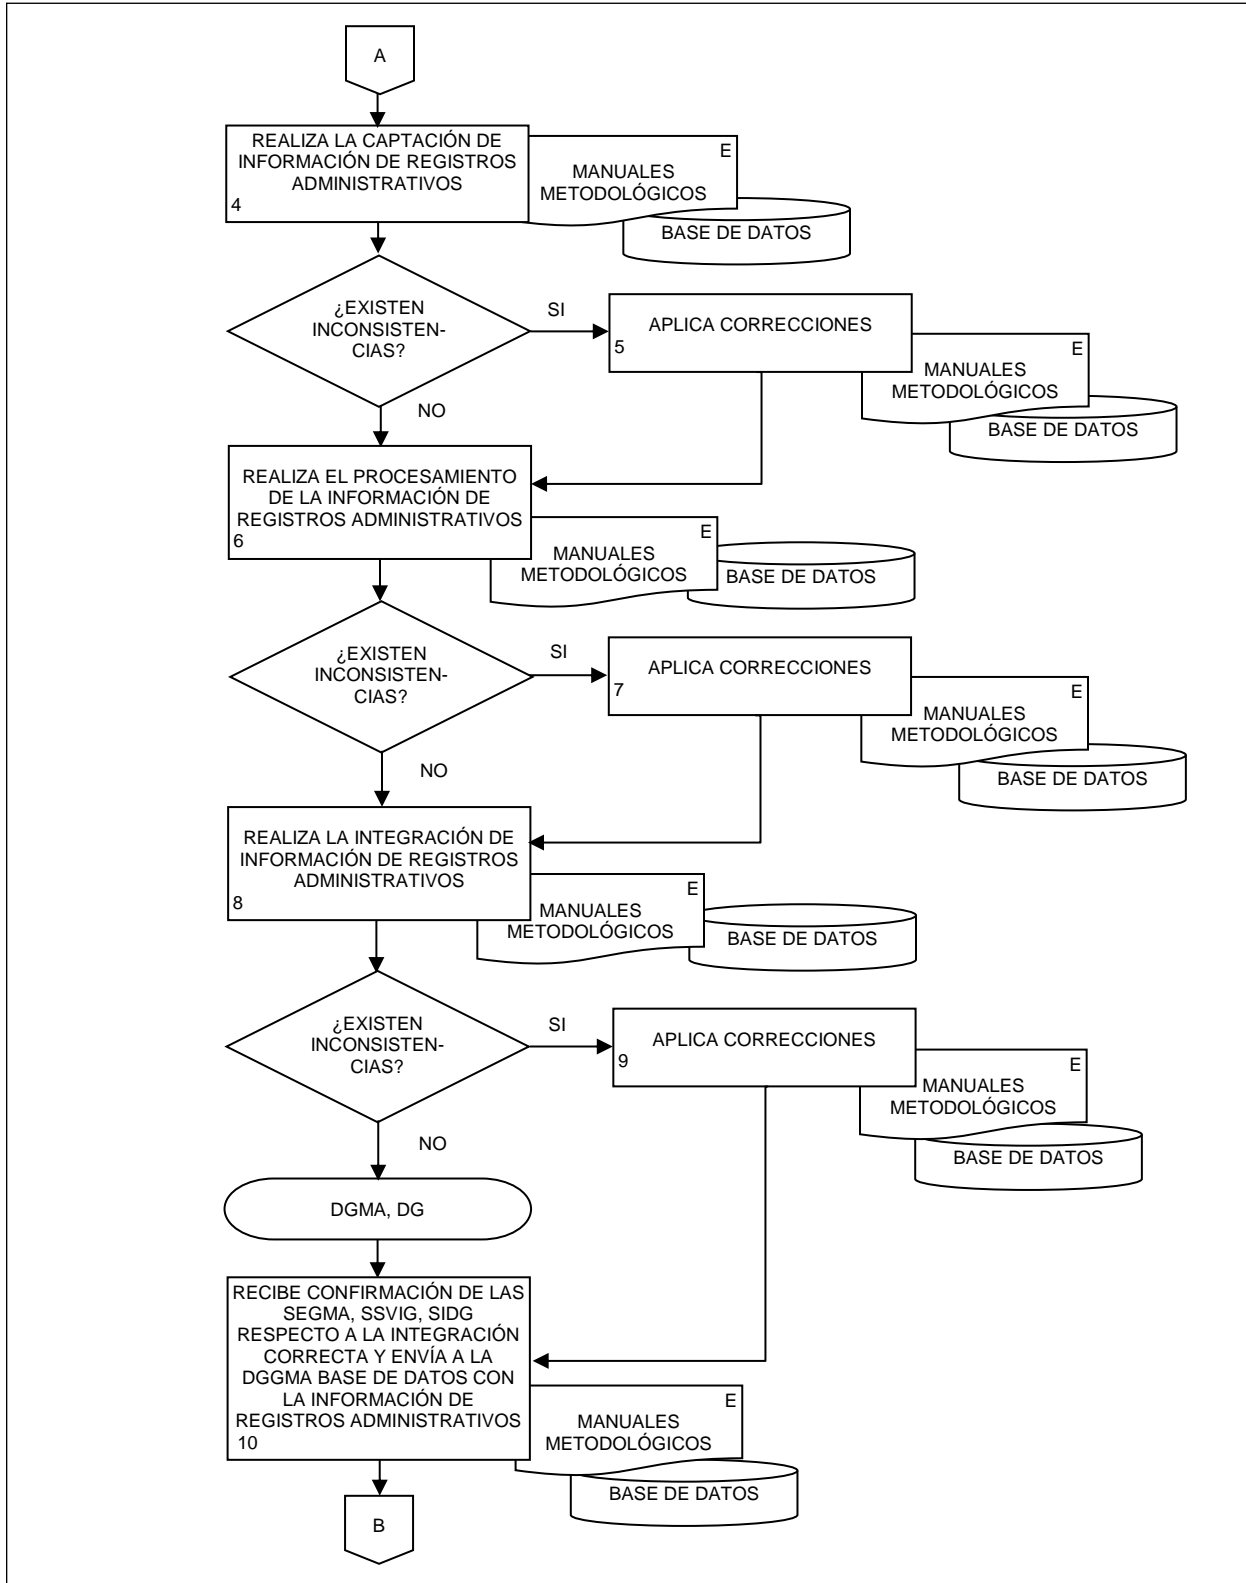 A
REALIZA LA CAPTACIÓN DE
INFORMACIÓN DE REGISTROS
ADMINISTRATIVOS
4
E
MANUALES
METODOLÓGICOS
BASE DE DATOS
¿EXISTEN
INCONSISTEN-
CIAS?
SI
NO
APLICA CORRECCIONES
5
E
MANUALES
METODOLÓGICOS
BASE DE DATOS
REALIZA EL PROCESAMIENTO
DE LA INFORMACIÓN DE
REGISTROS ADMINISTRATIVOS
6
E
MANUALES
METODOLÓGICOS
BASE DE DATOS
¿EXISTEN
INCONSISTEN-
CIAS?
SI
NO
APLICA CORRECCIONES
7
E
MANUALES
METODOLÓGICOS
BASE DE DATOS
REALIZA LA INTEGRACIÓN DE
INFORMACIÓN DE REGISTROS
ADMINISTRATIVOS
8
E
MANUALES
METODOLÓGICOS
BASE DE DATOS
¿EXISTEN
INCONSISTEN-
CIAS?
SI
NO
APLICA CORRECCIONES
9
E
MANUALES
METODOLÓGICOS
BASE DE DATOS
DGMA, DG
RECIBE CONFIRMACIÓN DE LAS
SEGMA, SSVIG, SIDG
RESPECTO A LA INTEGRACIÓN
CORRECTA Y ENVÍA A LA
DGGMA BASE DE DATOS CON
LA INFORMACIÓN DE
REGISTROS ADMINISTRATIVOS
10
E
MANUALES
METODOLÓGICOS
BASE DE DATOS
B